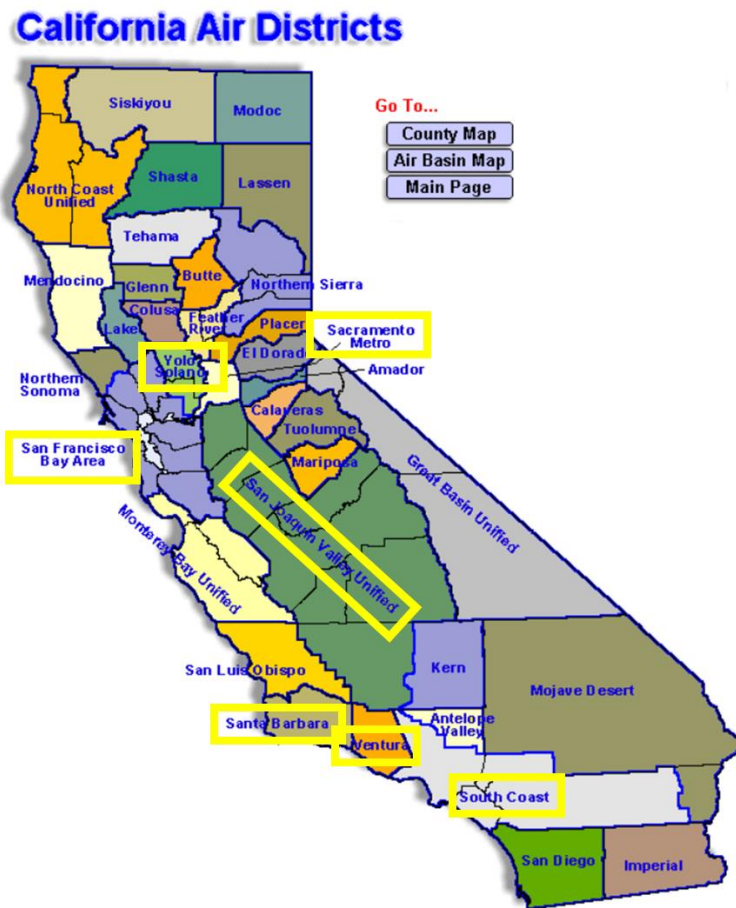 California Air Districts
Go To...
County Map
Air Basin Map
Main Page
Siskiyou
Modoc
North Coast
Unified
Shasta
Lassen
Tehama
Mendocino
Glenn
Butte
Northern Sierra
Colusa
Lake
Feather
River
Placer
Sacramento
Metro
El Dorad
Yolo
Solano
Amador
Northern
Sonoma
Calaveras
Tuolumne
San Francisco
Bay Area
Mariposa
Great Basin Unified
San Joaquin Valley Unified
Monterey Bay Unified
San Luis Obispo
Kern
Mojave Desert
Santa Barbara
Ventura
Antelope
Valley
South Coast
San Diego
Imperial